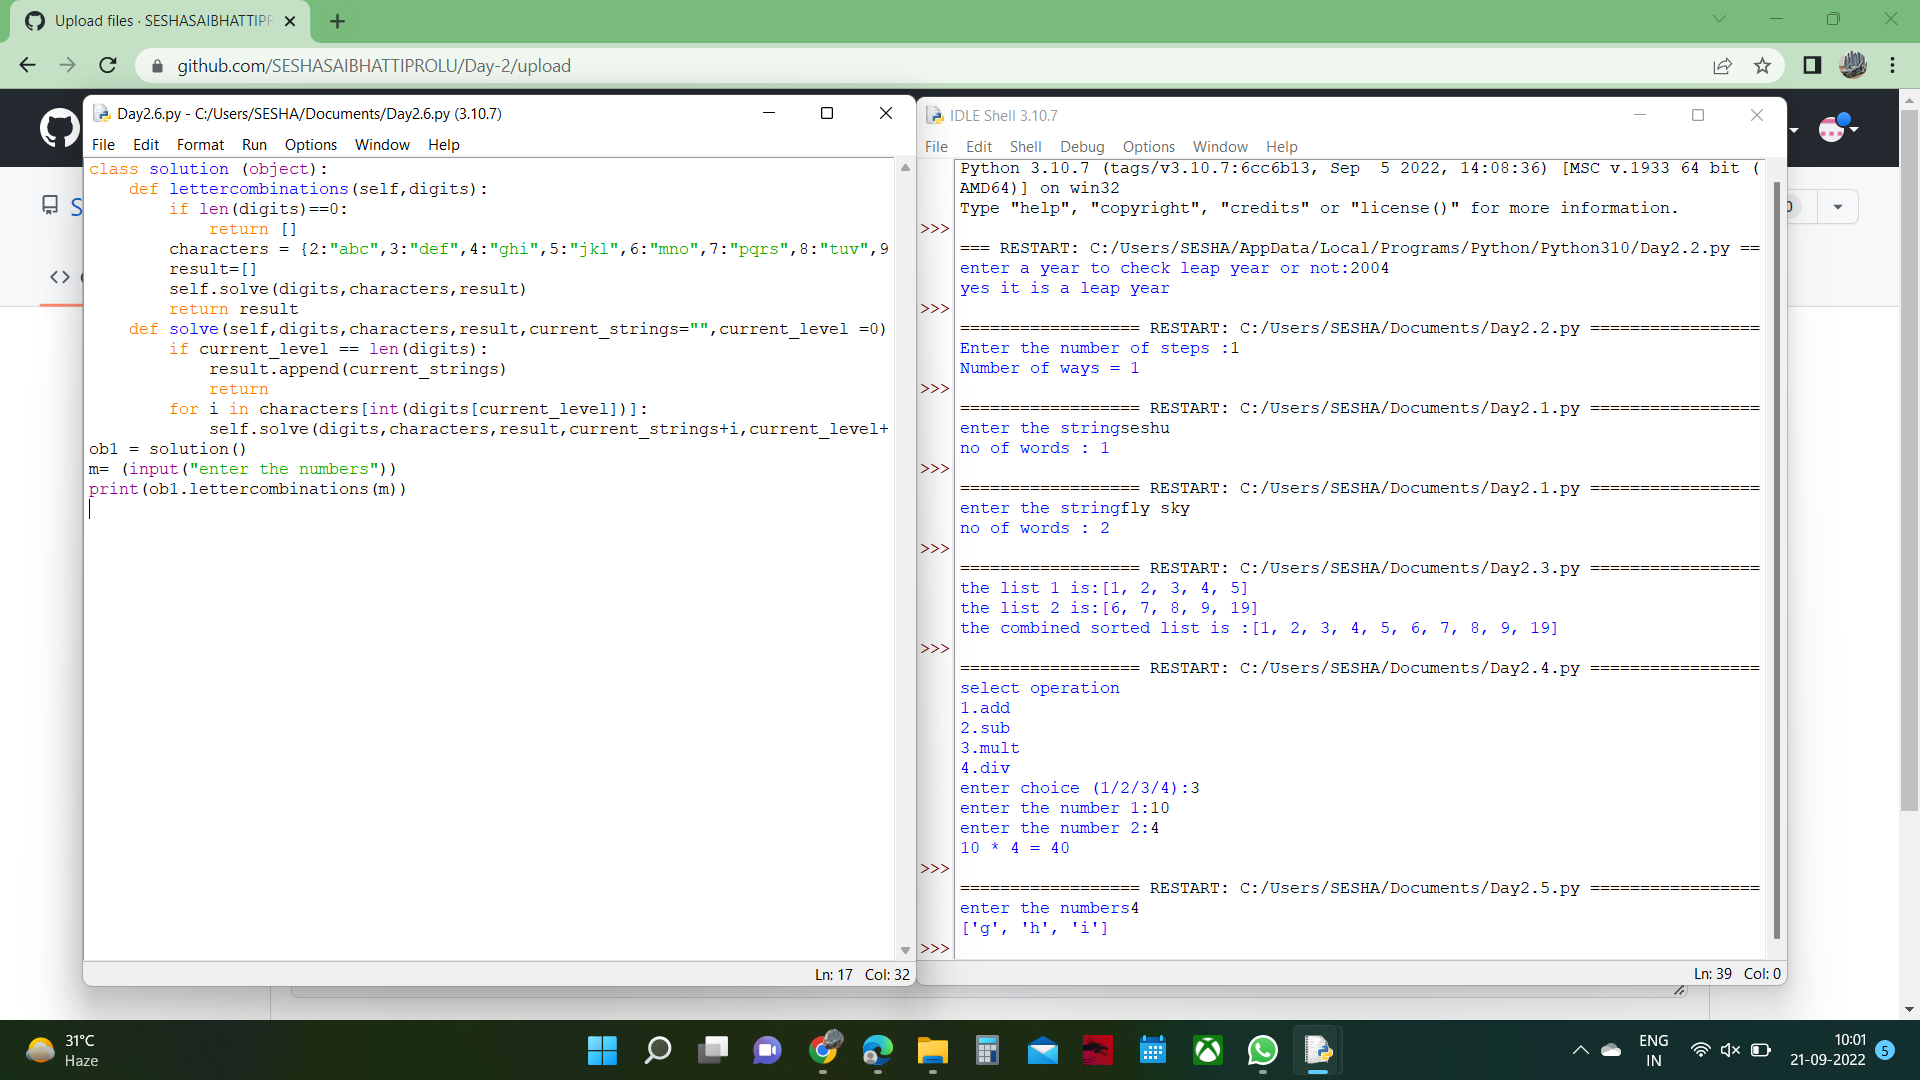 Upload files · SESHASAIBHATTIPR
github.com/SESHASAIBHATTIPROLU/Day-2/upload
Day2.6.py - C:/Users/SESHA/Documents/Day2.6.py (3.10.7)
File Edit Format Run Options Window Help
class solution (object):
    def lettercombinations(self,digits):
        if len(digits)==0:
            return []
        characters = {2:"abc",3:"def",4:"ghi",5:"jkl",6:"mno",7:"pqrs",8:"tuv",9
        result=[]
        self.solve(digits,characters,result)
        return result
    def solve(self,digits,characters,result,current_strings="",current_level =0)
        if current_level == len(digits):
            result.append(current_strings)
            return
        for i in characters[int(digits[current_level])]:
            self.solve(digits,characters,result,current_strings+i,current_level+
ob1 = solution()
m= (input("enter the numbers"))
print(ob1.lettercombinations(m))
Ln: 17 Col: 32
IDLE Shell 3.10.7
File Edit Shell Debug Options Window Help
Python 3.10.7 (tags/v3.10.7:6cc6b13, Sep  5 2022, 14:08:36) [MSC v.1933 64 bit (
AMD64)] on win32
Type "help", "copyright", "credits" or "license()" for more information.
>>>
=== RESTART: C:/Users/SESHA/AppData/Local/Programs/Python/Python310/Day2.2.py ==
enter a year to check leap year or not:2004
yes it is a leap year
>>>
================== RESTART: C:/Users/SESHA/Documents/Day2.2.py =================
Enter the number of steps :1
Number of ways = 1
>>>
================== RESTART: C:/Users/SESHA/Documents/Day2.1.py =================
enter the stringseshu
no of words : 1
>>>
================== RESTART: C:/Users/SESHA/Documents/Day2.1.py =================
enter the stringfly sky
no of words : 2
>>>
================== RESTART: C:/Users/SESHA/Documents/Day2.3.py =================
the list 1 is:[1, 2, 3, 4, 5]
the list 2 is:[6, 7, 8, 9, 19]
the combined sorted list is :[1, 2, 3, 4, 5, 6, 7, 8, 9, 19]
>>>
================== RESTART: C:/Users/SESHA/Documents/Day2.4.py =================
select operation
1.add
2.sub
3.mult
4.div
enter choice (1/2/3/4):3
enter the number 1:10
enter the number 2:4
10 * 4 = 40
>>>
================== RESTART: C:/Users/SESHA/Documents/Day2.5.py =================
enter the numbers4
['g', 'h', 'i']
>>>
Ln: 39 Col: 0
S
0
31°C
Haze
ENG
IN
10:01
21-09-2022
5